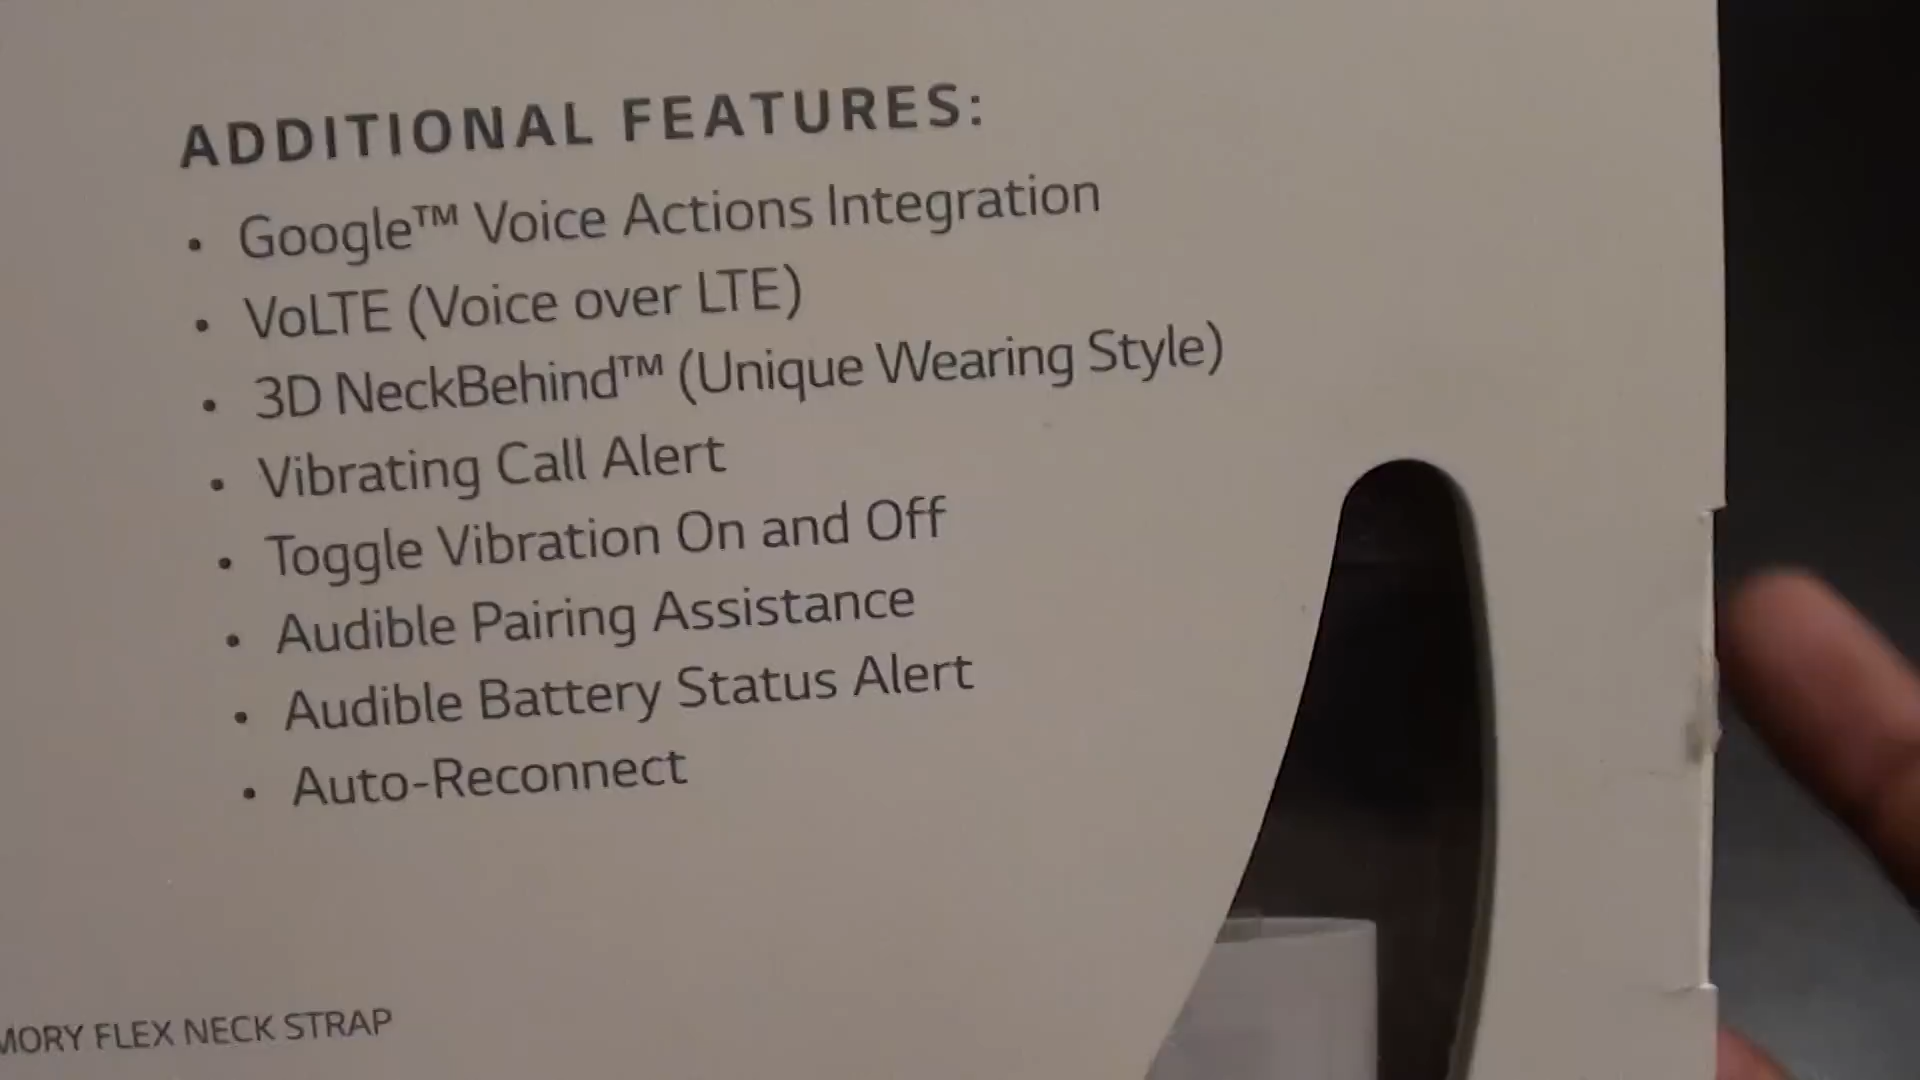 ADDITIONAL FEATURES:
• Google™ Voice Actions Integration
• VoLTE (Voice over LTE)
• 3D NeckBehind™ (Unique Wearing Style)
• Vibrating Call Alert
• Toggle Vibration On and Off
• Audible Pairing Assistance
• Audible Battery Status Alert
• Auto-Reconnect
FLEX NECK STRAP